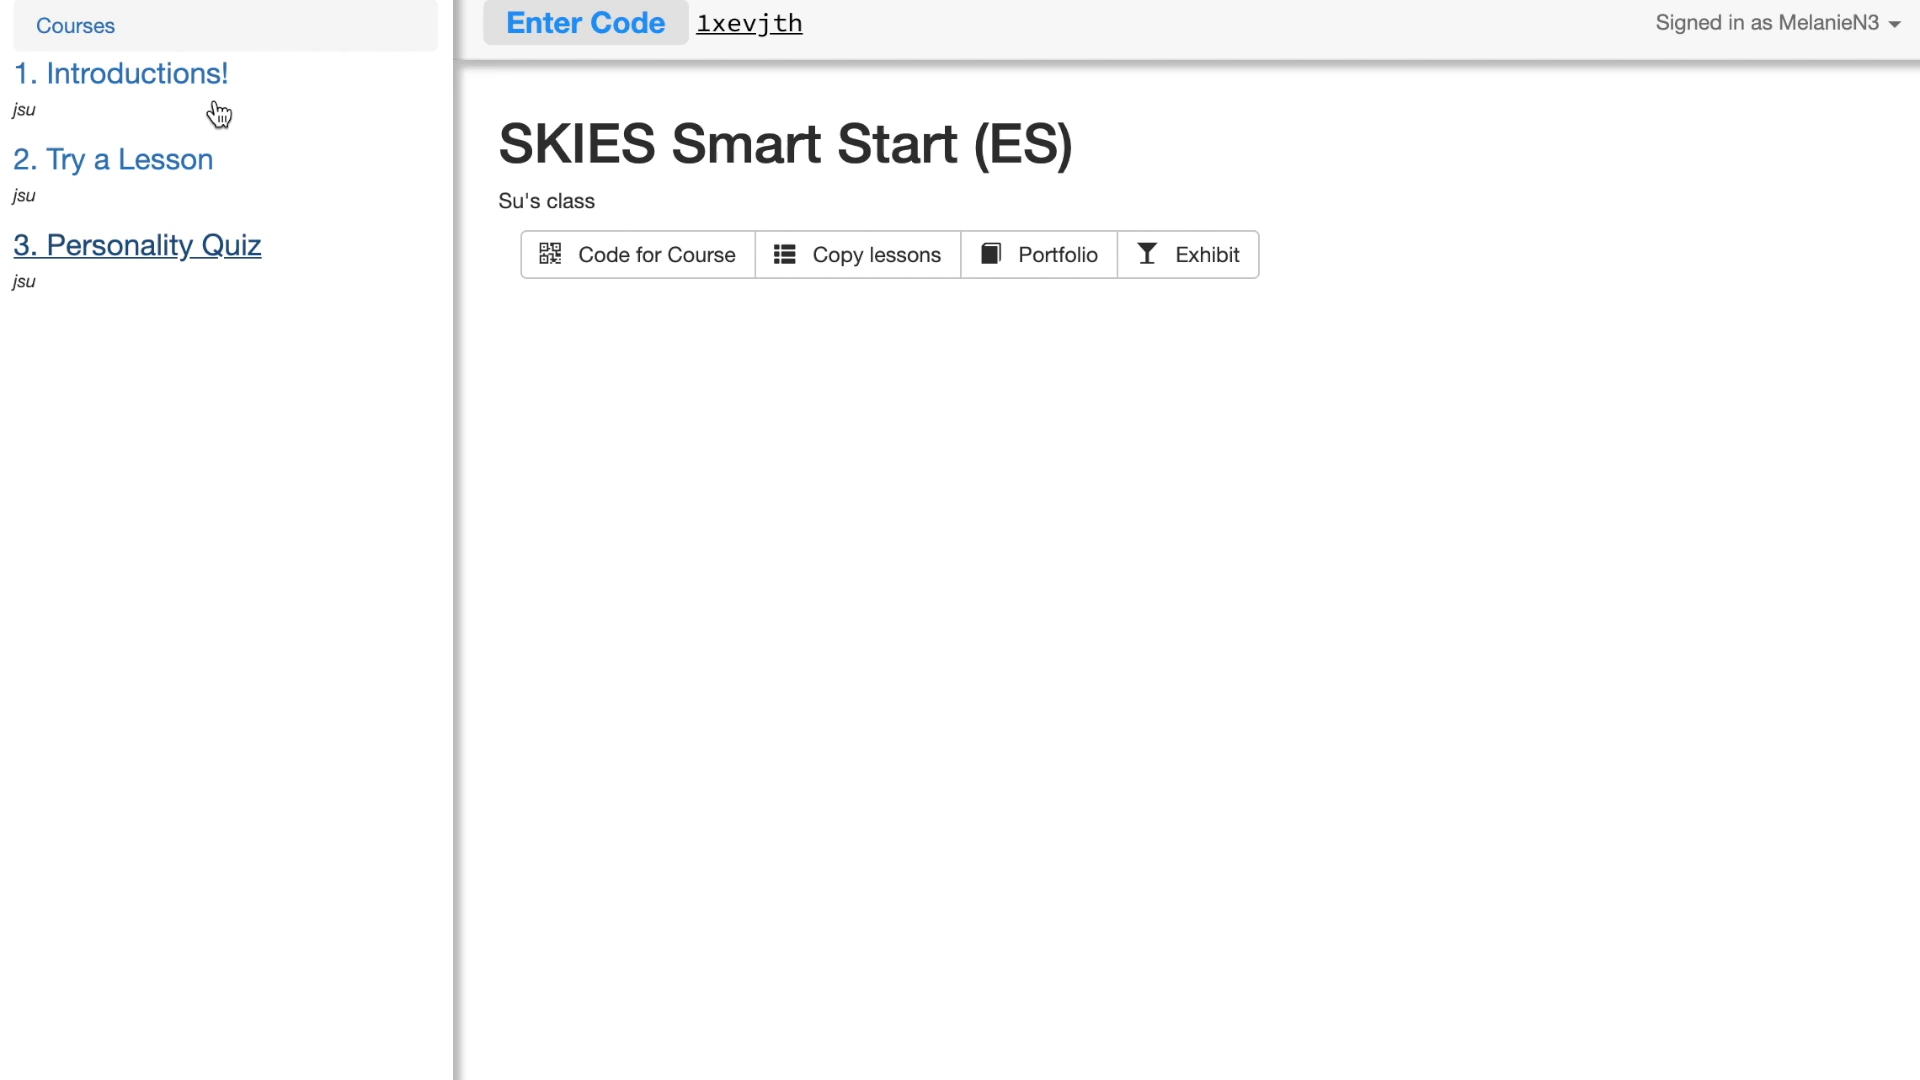 Courses
1. Introductions!
jsu
2. Try a Lesson
jsu
3. Personality Quiz
jsu
Enter Code 1xevjth
Signed in as MelanieN3
SKIES Smart Start (ES)
Su's class
Code for Course Copy lessons Portfolio Exhibit